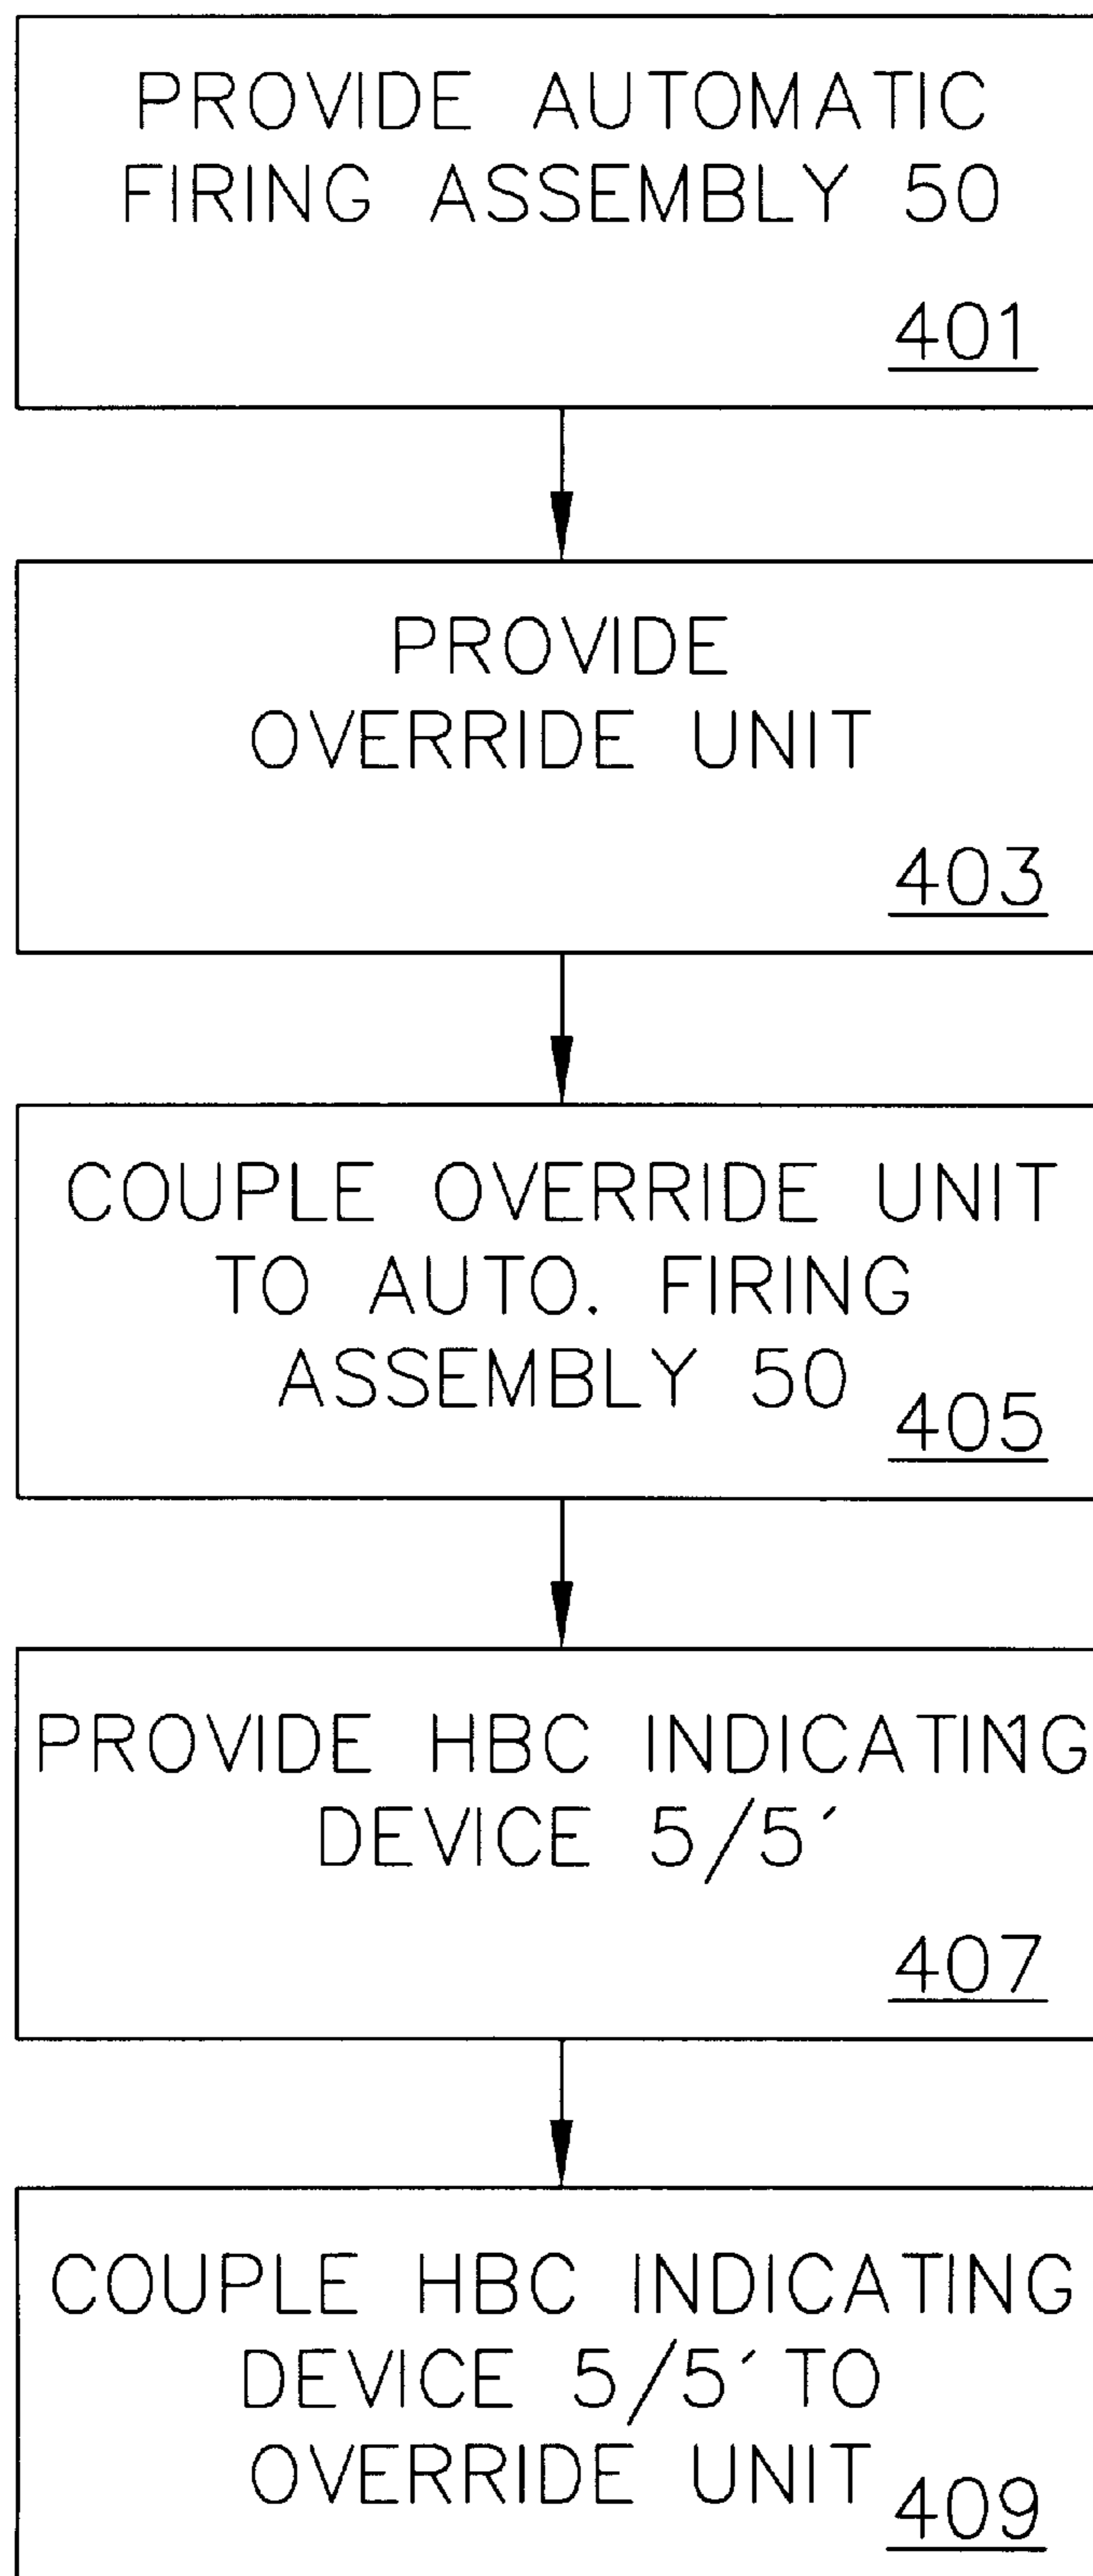 PROVIDE AUTOMATIC
FIRING ASSEMBLY 50
401
PROVIDE
OVERRIDE UNIT
403
COUPLE OVERRIDE UNIT
TO AUTO. FIRING
ASSEMBLY 50
405
PROVIDE HBC INDICATING
DEVICE 5/5´
407
COUPLE HBC INDICATING
DEVICE 5/5´ TO
OVERRIDE UNIT
409